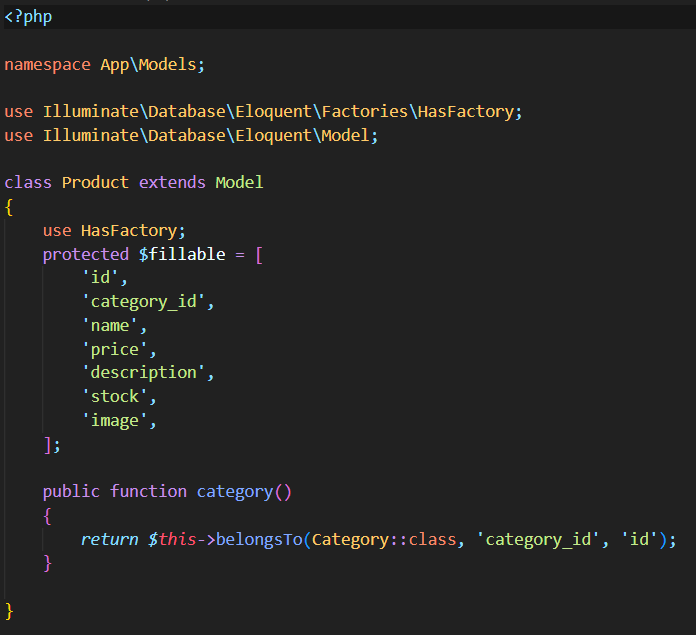 <?php
namespace App\Models;
use Illuminate\Database\Eloquent\Factories\HasFactory;
use Illuminate\Database\Eloquent\Model;
class Product extends Model
{
    use HasFactory;
    protected $fillable = [
        'id',
        'category_id',
        'name',
        'price',
        'description',
        'stock',
        'image',
    ];
    public function category()
    {
        return $this->belongsTo(Category::class, 'category_id', 'id');
    }
}